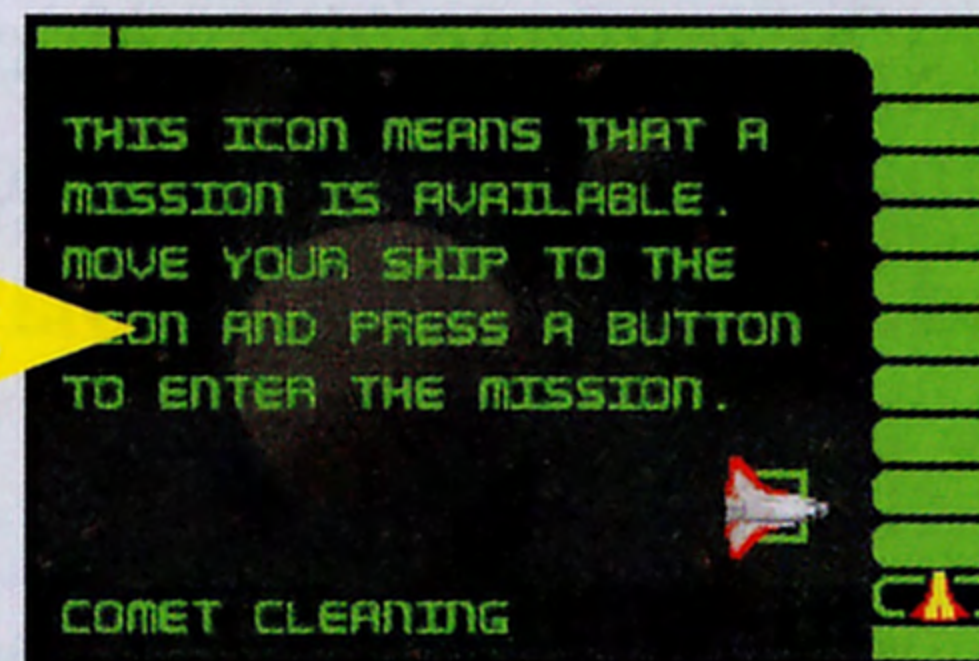 THIS ICON MEANS THAT A
MISSION IS AVAILABLE.
MOVE YOUR SHIP TO THE
CON AND PRESS A BUTTON
TO ENTER THE MISSION.
COMET CLEANING